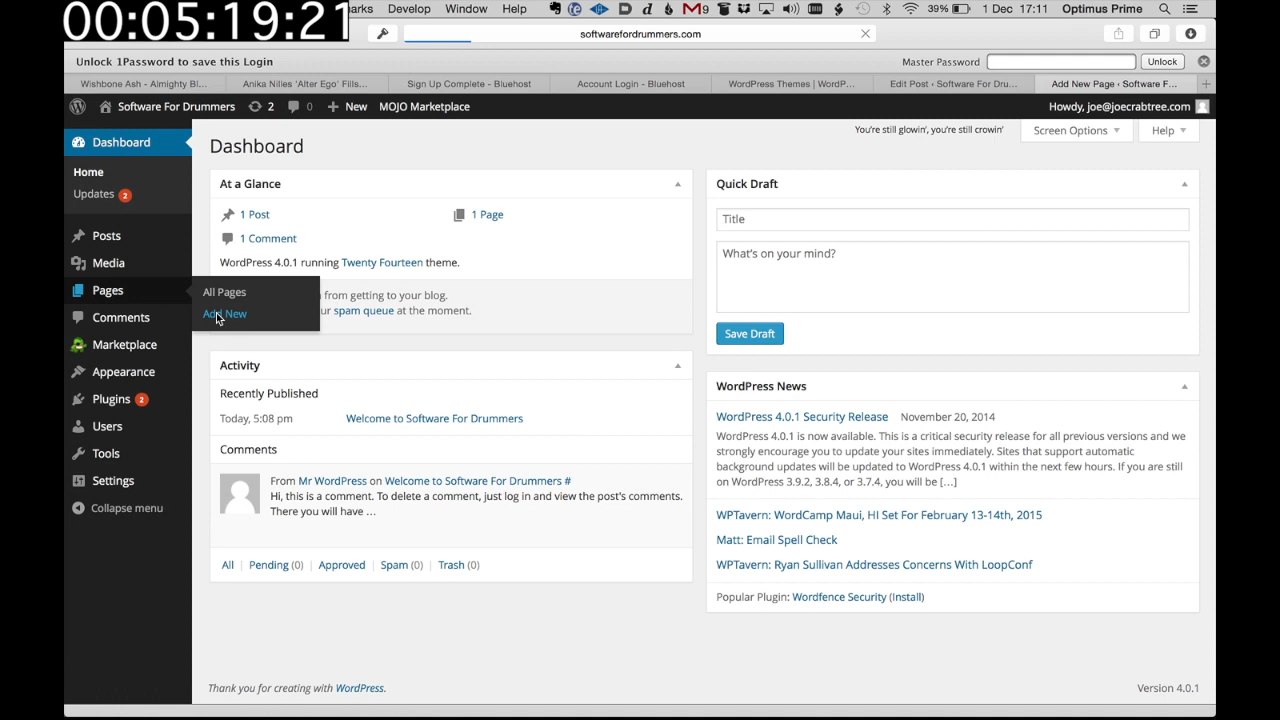 00:05:19:21
arks Develop Window Help 9 39% 1 Dec 17:11 Optimus Prime
softwarefordrummers.com
Unlock 1Password to save this Login Master Password Unlock
Wishbone Ash - Almighty Bl... Anika Nilles 'Alter Ego' Fills... Sign Up Complete - Bluehost Account Login - Bluehost WordPress Themes | WordP... Edit Post ‹ Software For Dru... Add New Page ‹ Software F...
Software For Drummers 2 0 New MOJO Marketplace Howdy, joe@joecrabtree.com
You're still glowin', you're still crowin' Screen Options Help
Dashboard
Home
Updates 2
Posts
Media
Pages
All Pages
Add New
Comments
Marketplace
Appearance
Plugins 2
Users
Tools
Settings
Collapse menu
Dashboard
At a Glance
1 Post 1 Page
1 Comment
WordPress 4.0.1 running Twenty Fourteen theme.
from getting to your blog.
ur spam queue at the moment.
Activity
Recently Published
Today, 5:08 pm Welcome to Software For Drummers
Comments
From Mr WordPress on Welcome to Software For Drummers #
Hi, this is a comment. To delete a comment, just log in and view the post's comments.
There you will have ...
All | Pending (0) | Approved | Spam (0) | Trash (0)
Quick Draft
Title
What's on your mind?
Save Draft
WordPress News
WordPress 4.0.1 Security Release November 20, 2014
WordPress 4.0.1 is now available. This is a critical security release for all previous versions and we
strongly encourage you to update your sites immediately. Sites that support automatic
background updates will be updated to WordPress 4.0.1 within the next few hours. If you are still
on WordPress 3.9.2, 3.8.4, or 3.7.4, you will be [...]
WPTavern: WordCamp Maui, HI Set For February 13-14th, 2015
Matt: Email Spell Check
WPTavern: Ryan Sullivan Addresses Concerns With LoopConf
Popular Plugin: Wordfence Security (Install)
Thank you for creating with WordPress. Version 4.0.1